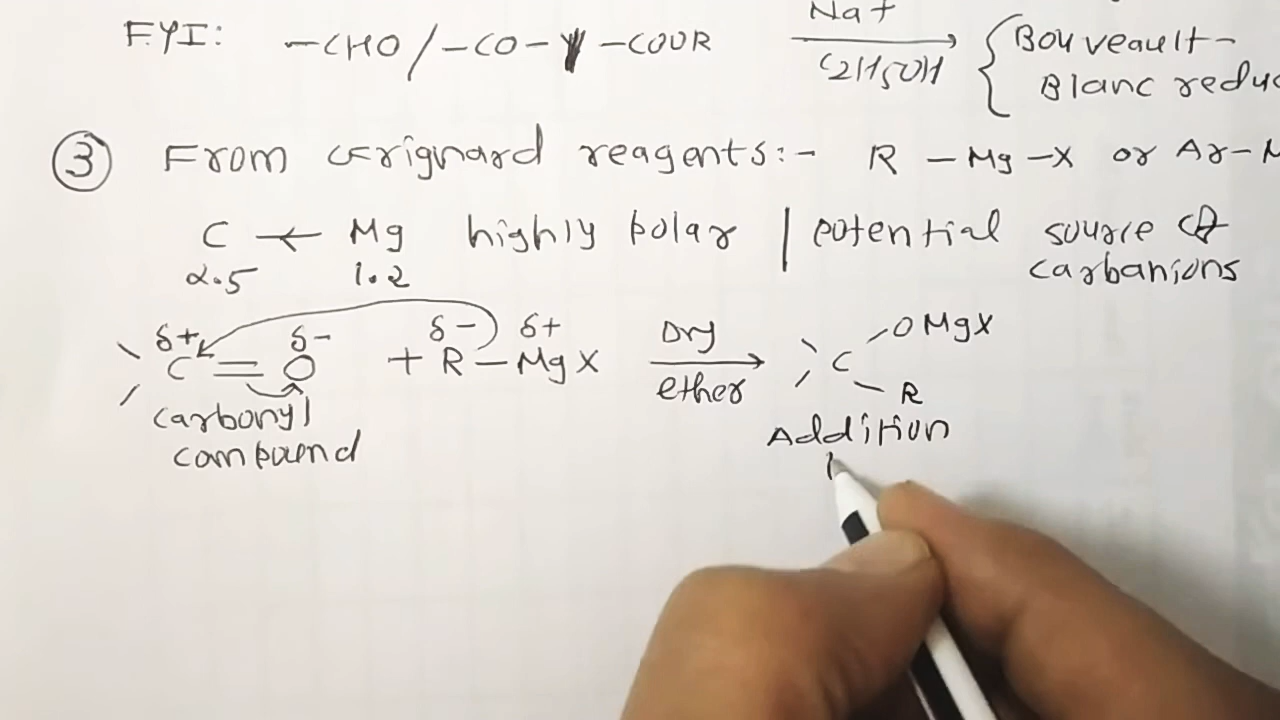 F.Y.I: -CHO / -CO- -COOR Na+ C2H5OH Bouveault-
Blanc reduc
③ From Grignard reagents:- R-Mg-X or Ar-M
C ← Mg highly polar | potential source of
2.5 1.2 carbanions
δ+ δ- δ- δ+
C=O + R-MgX Dry ether → C OMgX R
Carbonyl
compound
Addition